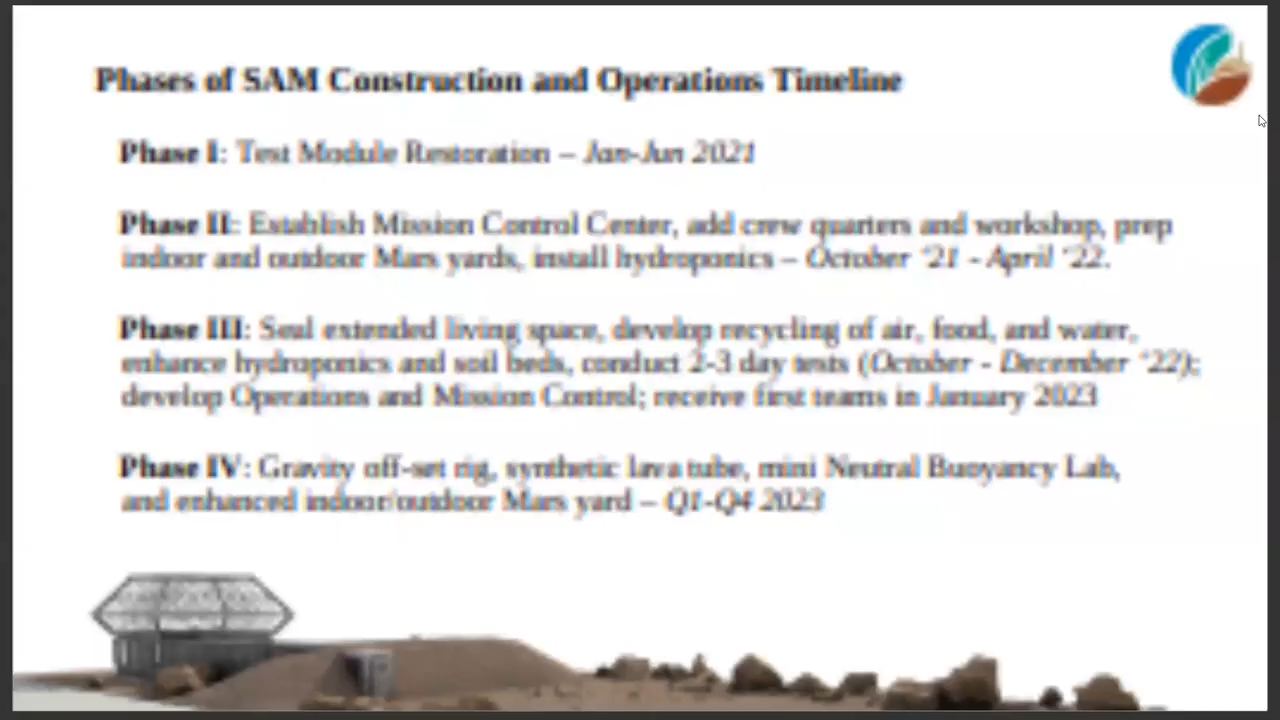 Phases of SAM Construction and Operations Timeline
Phase I: Test Module Restoration – Jan-Jun 2021
Phase II: Establish Mission Control Center, add crew quarters and workshop, prep
indoor and outdoor Mars yards, install hydroponics – October '21 - April '22.
Phase III: Seal extended living space, develop recycling of air, food, and water,
enhance hydroponics and soil beds, conduct 2-3 day tests (October - December '22);
develop Operations and Mission Control; receive first teams in January 2023
Phase IV: Gravity off-set rig, synthetic lava tube, mini Neutral Buoyancy Lab,
and enhanced indoor/outdoor Mars yard – Q1-Q4 2023